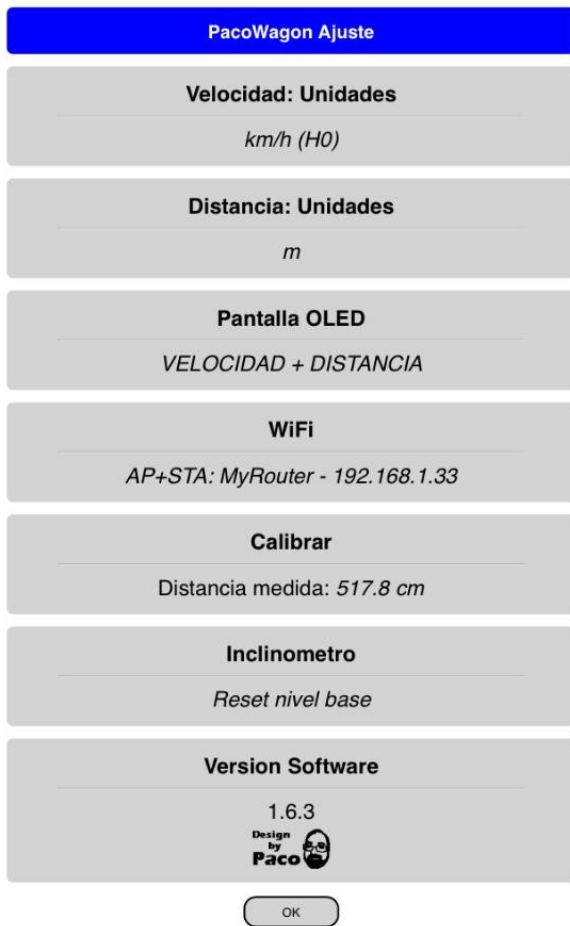 PacoWagon Ajuste
Velocidad: Unidades
km/h (H0)
Distancia: Unidades
m
Pantalla OLED
VELOCIDAD + DISTANCIA
WiFi
AP+STA: MyRouter - 192.168.1.33
Calibrar
Distancia medida: 517.8 cm
Inclinometro
Reset nivel base
Version Software
1.6.3
Design
by
Paco
OK